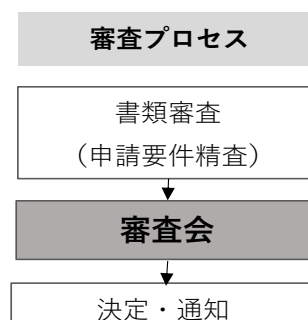 審査プロセス
書類審査
（申請要件精査）
審査会
決定・通知